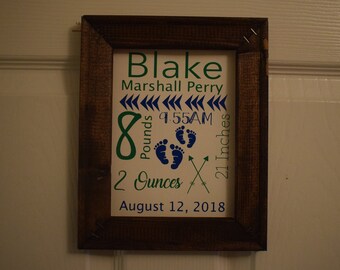 Blake
Marshall Perry
9:55AM
8 Pounds
21 Inches
2 Ounces
August 12, 2018